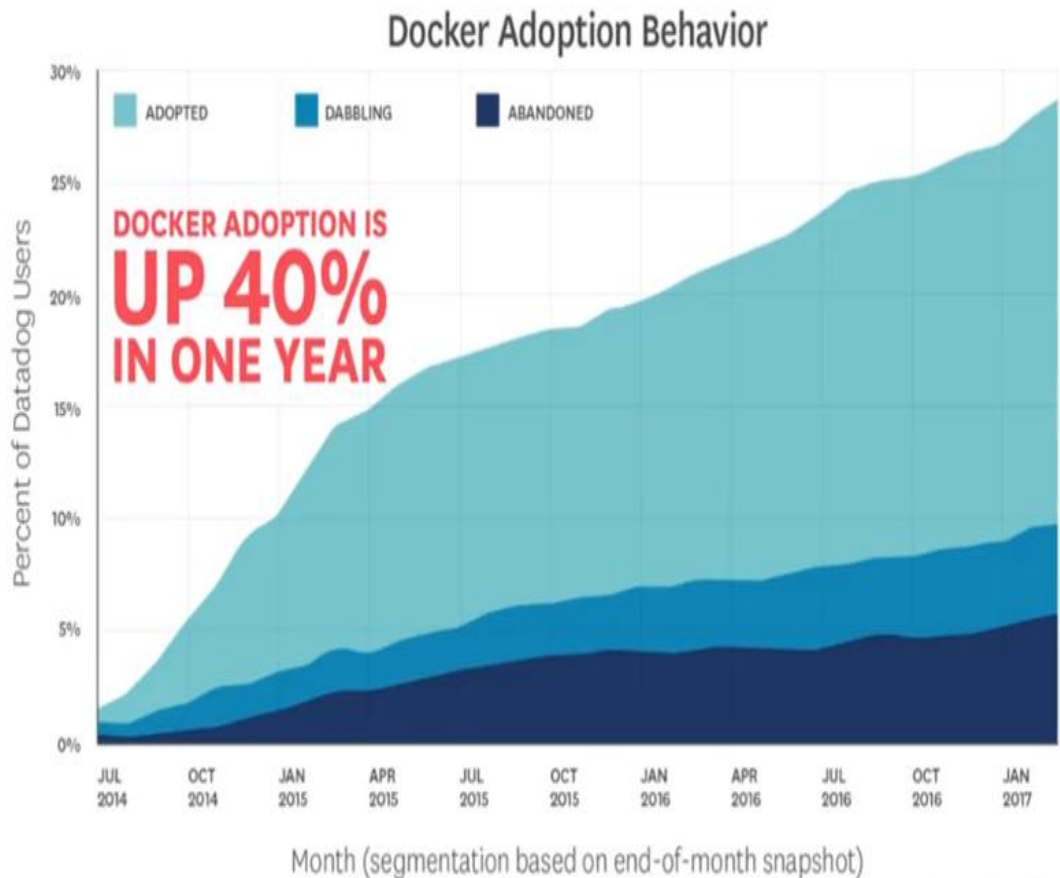 Docker Adoption Behavior
30%
ADOPTED
DABBLING
ABANDONED
25%
DOCKER ADOPTION IS
UP 40%
IN ONE YEAR
20%
15%
10%
5%
0%
Percent of Datadog Users
JUL 2014
OCT 2014
JAN 2015
APR 2015
JUL 2015
OCT 2015
JAN 2016
APR 2016
JUL 2016
OCT 2016
JAN 2017
Month (segmentation based on end-of-month snapshot)